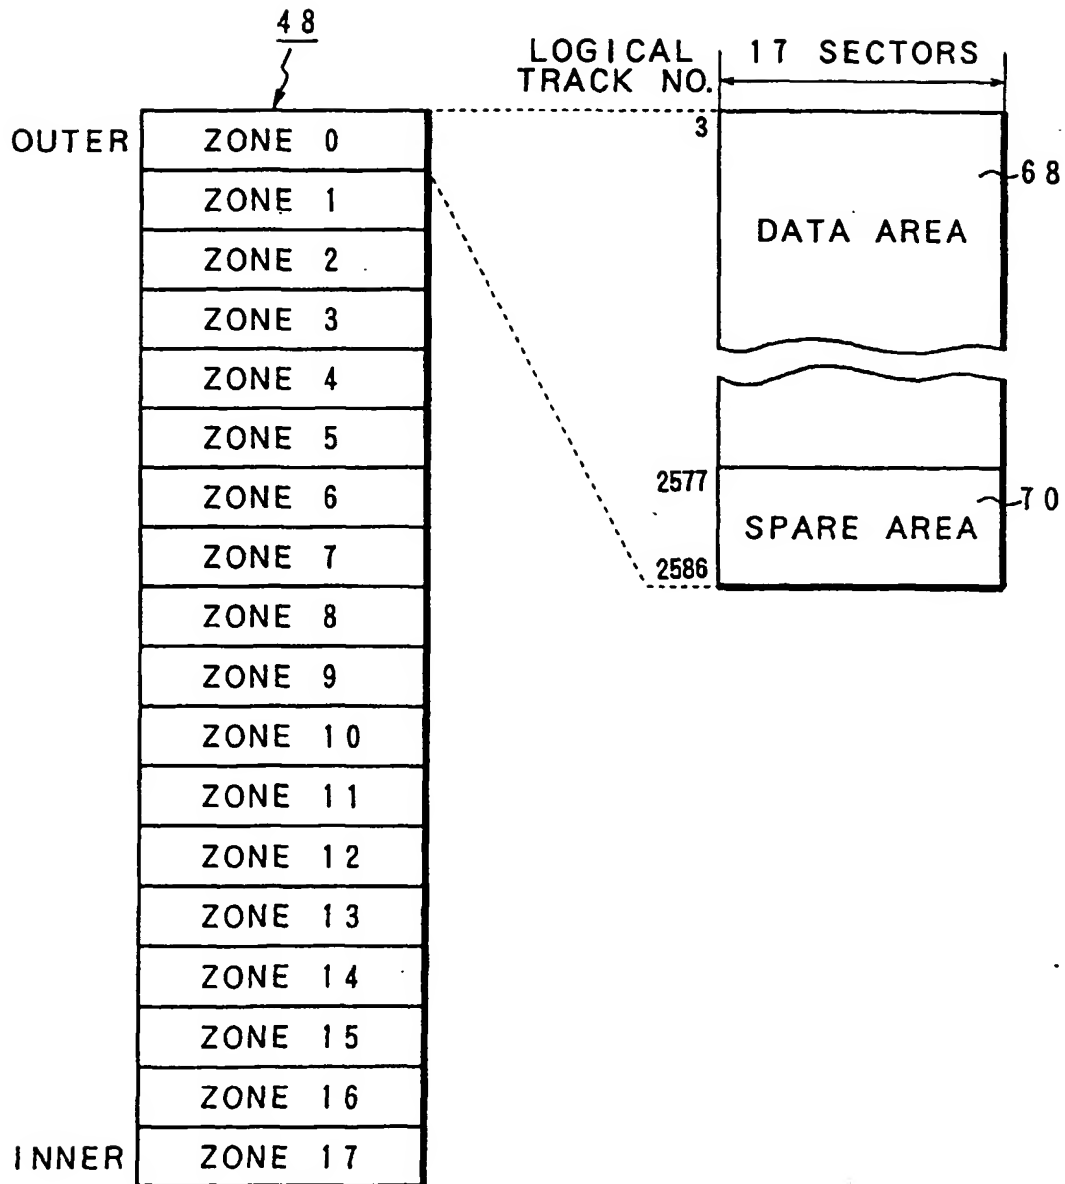 48
OUTER
ZONE 0
ZONE 1
ZONE 2
ZONE 3
ZONE 4
ZONE 5
ZONE 6
ZONE 7
ZONE 8
ZONE 9
ZONE 10
ZONE 11
ZONE 12
ZONE 13
ZONE 14
ZONE 15
ZONE 16
INNER
ZONE 17
LOGICAL
TRACK NO.
17 SECTORS
3
68
DATA AREA
2577
70
SPARE AREA
2586